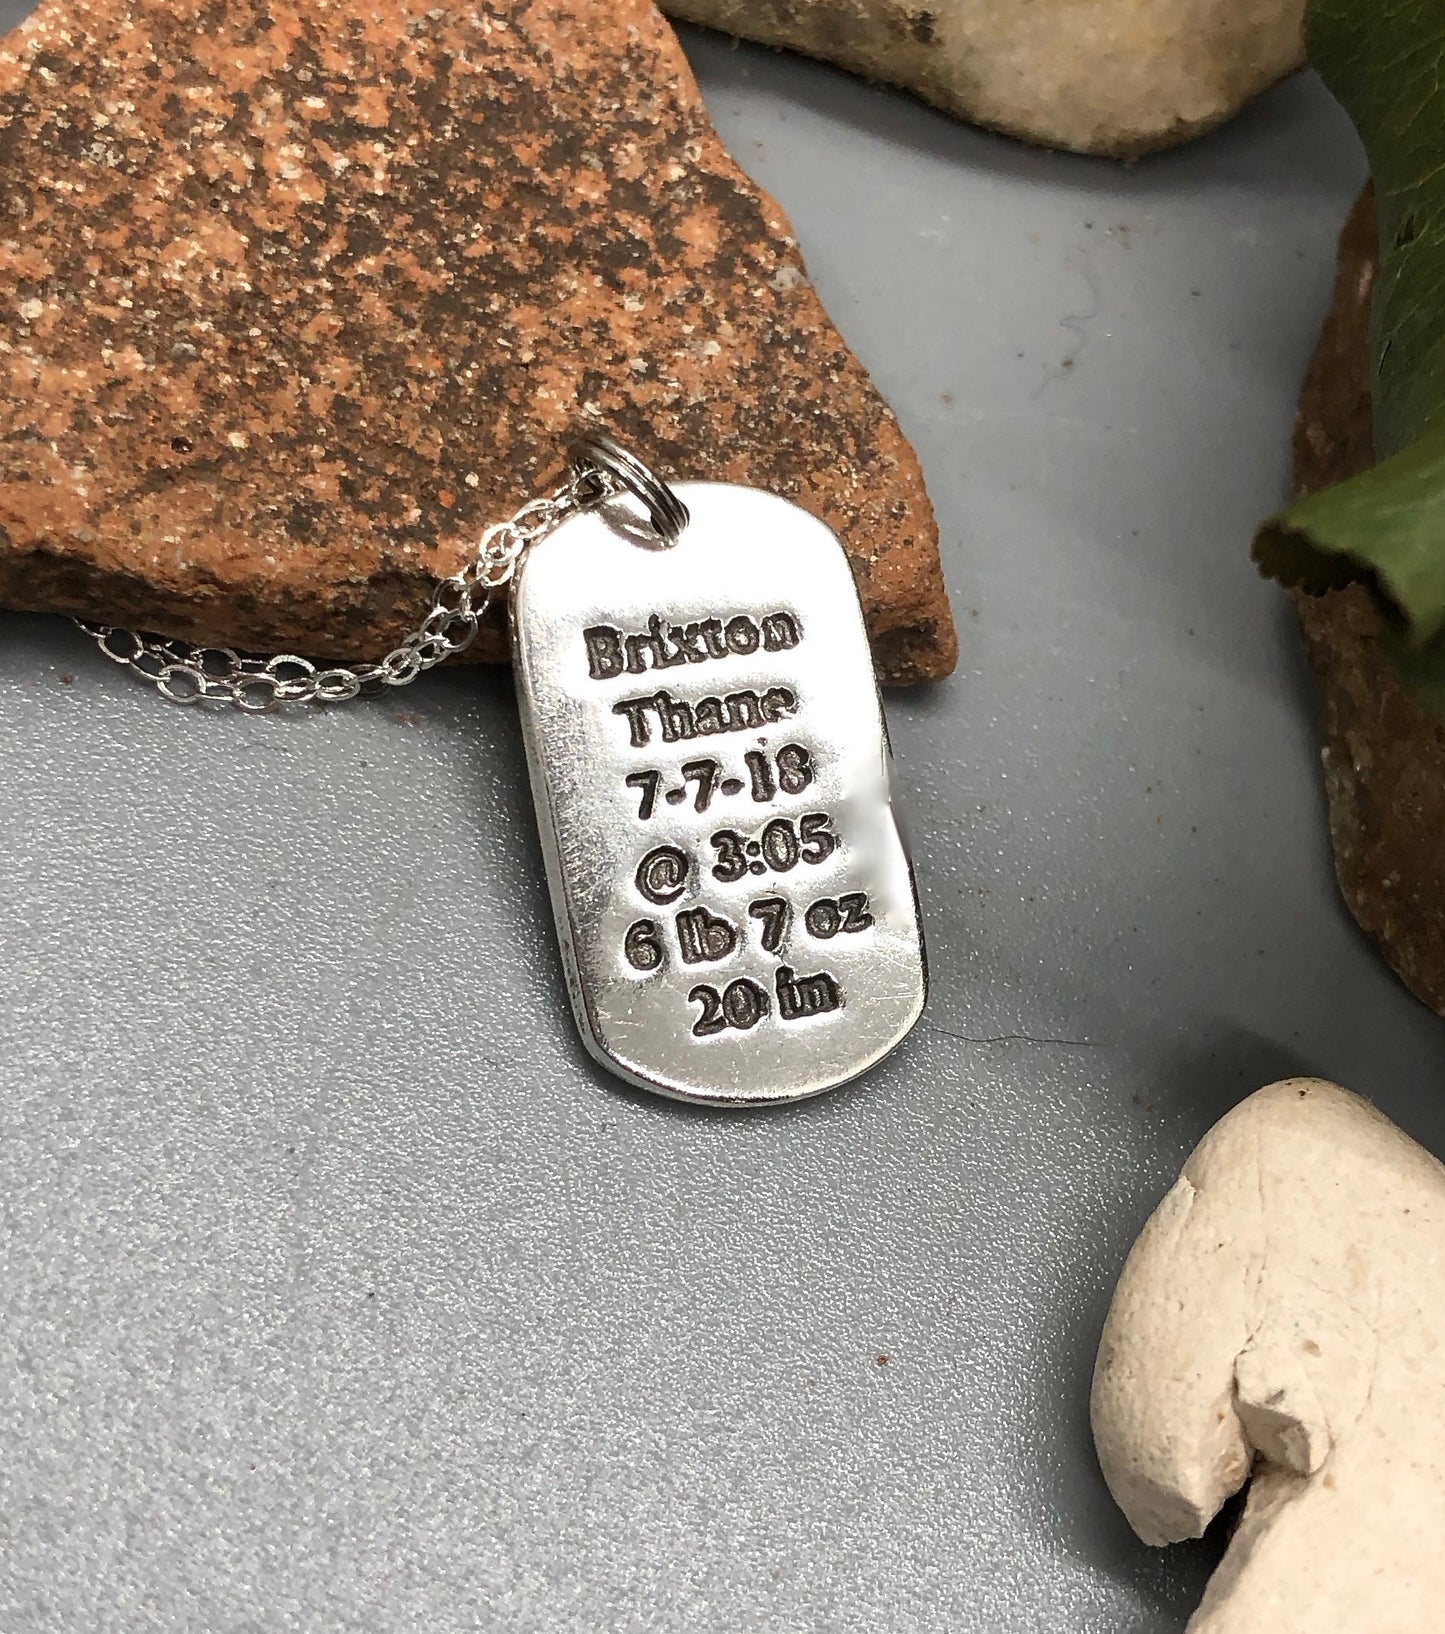 Brixton
Thane
7-7-18
@ 3:05
6 lb 7 oz
20 in